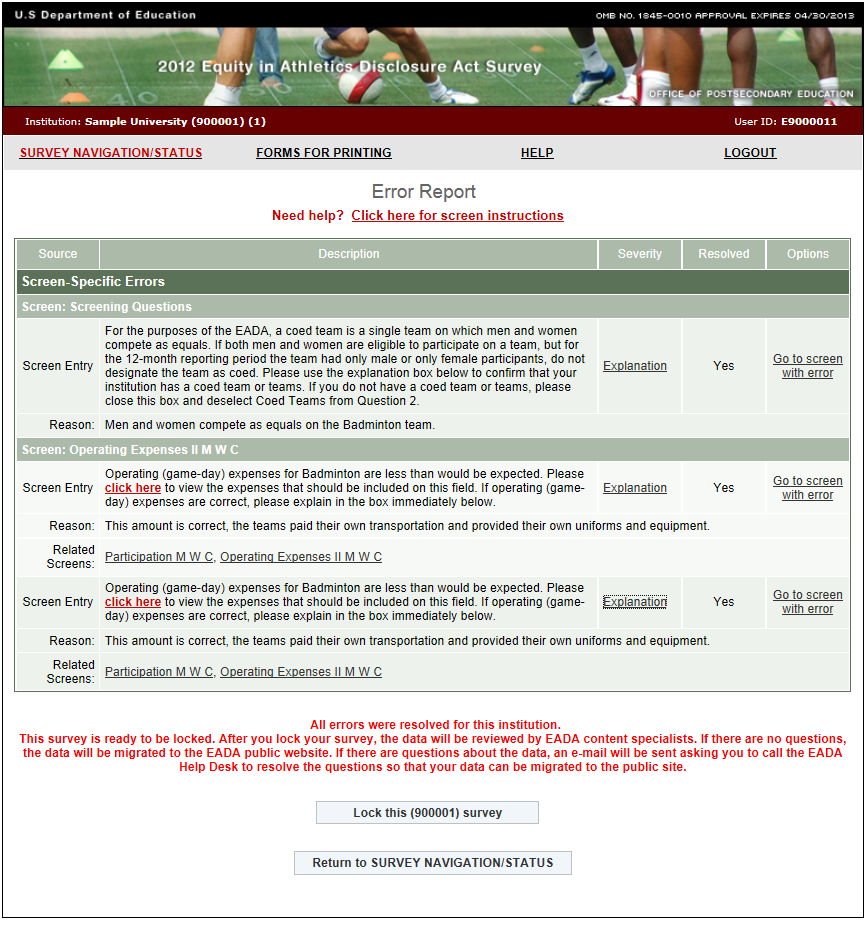 U.S Department of Education
OMB NO. 1845-0010 APPROVAL EXPIRES 04/30/2013
2012 Equity in Athletics Disclosure Act Survey
OFFICE OF POSTSECONDARY EDUCATION
Institution: Sample University (900001) (1)
User ID: E9000011
SURVEY NAVIGATION/STATUS
FORMS FOR PRINTING
HELP
LOGOUT
Error Report
Need help? Click here for screen instructions
Source Description Severity Resolved Options
Screen-Specific Errors
Screen: Screening Questions
Screen Entry
For the purposes of the EADA, a coed team is a single team on which men and women
compete as equals. If both men and women are eligible to participate on a team, but for
the 12-month reporting period the team had only male or only female participants, do not
designate the team as coed. Please use the explanation box below to confirm that your
institution has a coed team or teams. If you do not have a coed team or teams, please
close this box and deselect Coed Teams from Question 2.
Explanation
Yes
Go to screen
with error
Reason: Men and women compete as equals on the Badminton team.
Screen: Operating Expenses II M W C
Screen Entry
Operating (game-day) expenses for Badminton are less than would be expected. Please
click here to view the expenses that should be included on this field. If operating (game-
day) expenses are correct, please explain in the box immediately below.
Explanation
Yes
Go to screen
with error
Reason: This amount is correct, the teams paid their own transportation and provided their own uniforms and equipment.
Related
Screens:
Participation M W C, Operating Expenses II M W C
Screen Entry
Operating (game-day) expenses for Badminton are less than would be expected. Please
click here to view the expenses that should be included on this field. If operating (game-
day) expenses are correct, please explain in the box immediately below.
Explanation
Yes
Go to screen
with error
Reason: This amount is correct, the teams paid their own transportation and provided their own uniforms and equipment.
Related
Screens:
Participation M W C, Operating Expenses II M W C
All errors were resolved for this institution.
This survey is ready to be locked. After you lock your survey, the data will be reviewed by EADA content specialists. If there are no questions,
the data will be migrated to the EADA public website. If there are questions about the data, an e-mail will be sent asking you to call the EADA
Help Desk to resolve the questions so that your data can be migrated to the public site.
Lock this (900001) survey
Return to SURVEY NAVIGATION/STATUS